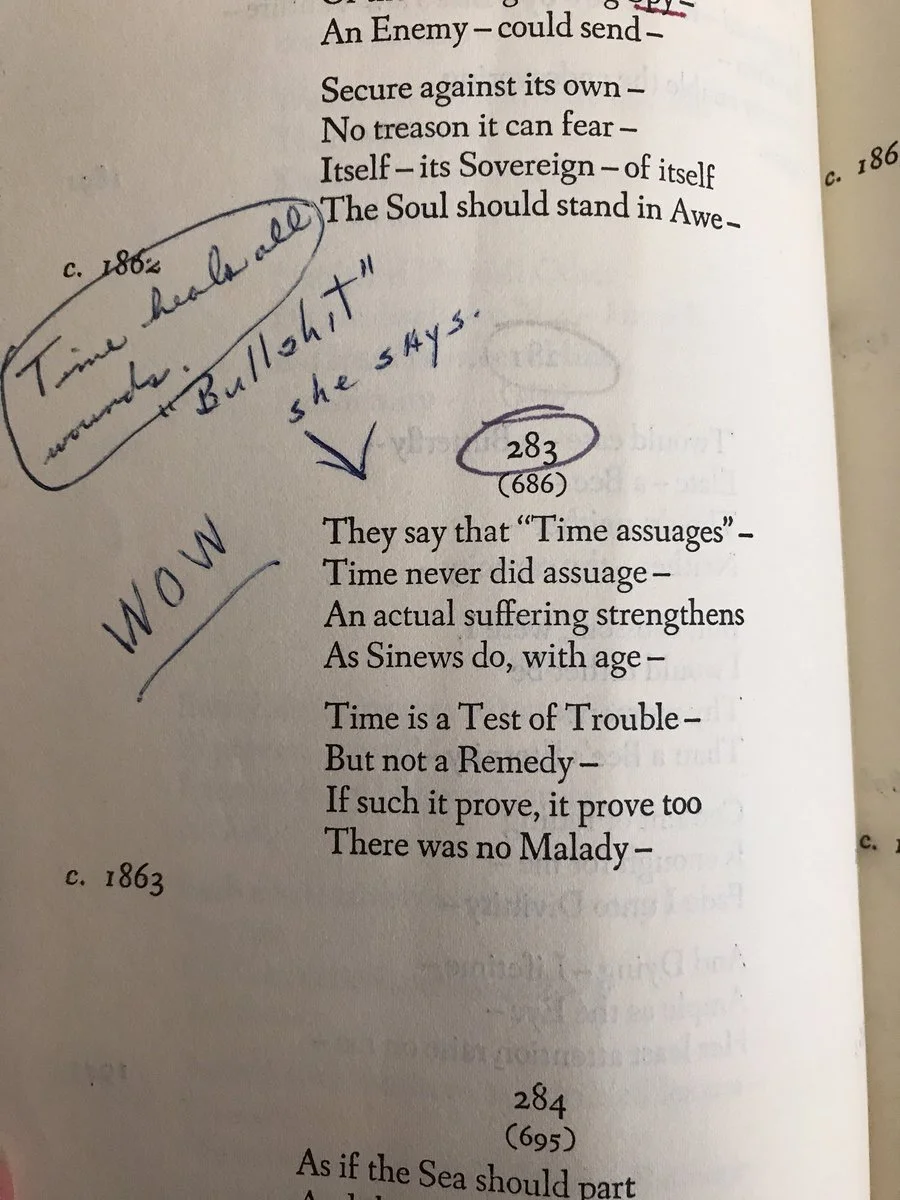 An Enemy – could send –
Secure against its own –
No treason it can fear –
Itself – its Sovereign – of itself
The Soul should stand in Awe –
c. 1862
c. 186
Time heals all
wounds.
"Bullshit"
she says.
283
(686)
WOW
They say that “Time assuages” –
Time never did assuage –
An actual suffering strengthens
As Sinews do, with age –
Time is a Test of Trouble –
But not a Remedy –
If such it prove, it prove too
There was no Malady –
c.
c. 1863
284
(695)
As if the Sea should part